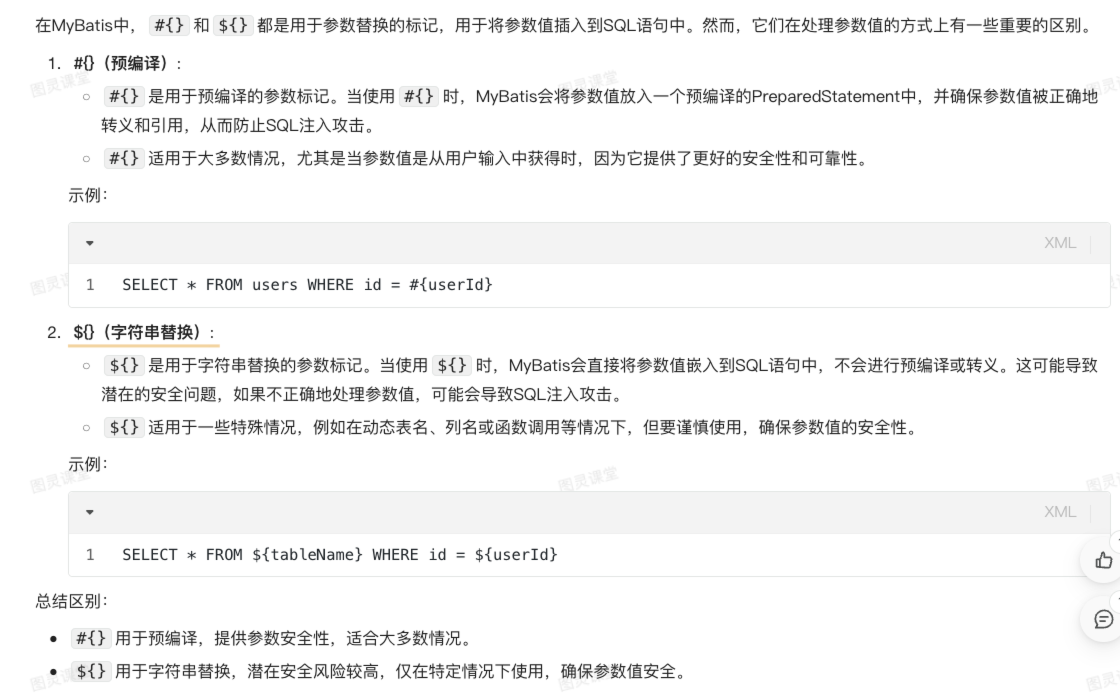 在MyBatis中， #{} 和 ${} 都是用于参数替换的标记，用于将参数值插入到SQL语句中。然而，它们在处理参数值的方式上有一些重要的区别。
1. #{}（预编译）:
○ #{} 是用于预编译的参数标记。当使用 #{} 时，MyBatis会将参数值放入一个预编译的PreparedStatement中，并确保参数值被正确地
转义和引用，从而防止SQL注入攻击。
○ #{} 适用于大多数情况，尤其是当参数值是从用户输入中获得时，因为它提供了更好的安全性和可靠性。
示例：
XML
1 SELECT * FROM users WHERE id = #{userId}
2. ${}（字符串替换）:
○ ${} 是用于字符串替换的参数标记。当使用 ${} 时，MyBatis会直接将参数值嵌入到SQL语句中，不会进行预编译或转义。这可能导致
潜在的安全问题，如果不正确地处理参数值，可能会导致SQL注入攻击。
○ ${} 适用于一些特殊情况，例如在动态表名、列名或函数调用等情况下，但要谨慎使用，确保参数值的安全性。
示例：
XML
1 SELECT * FROM ${tableName} WHERE id = ${userId}
总结区别：
● #{} 用于预编译，提供参数安全性，适合大多数情况。
● ${} 用于字符串替换，潜在安全风险较高，仅在特定情况下使用，确保参数值安全。
图灵课堂